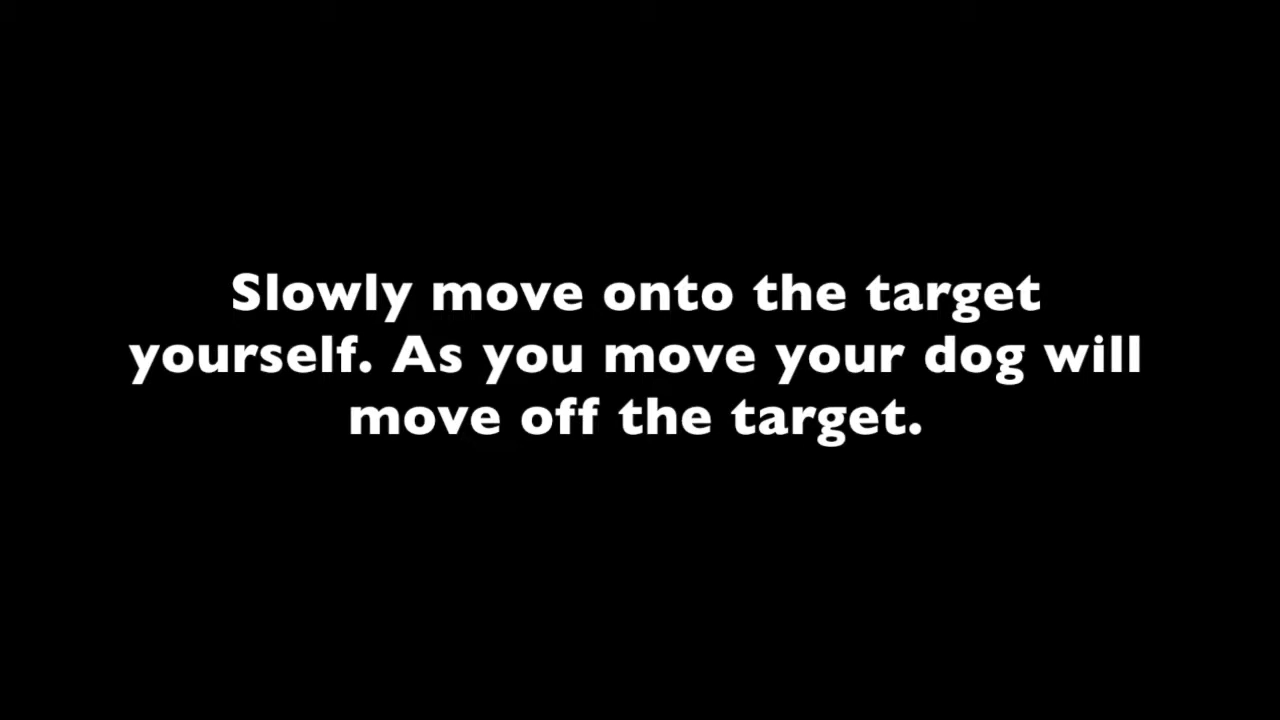 Slowly move onto the target
yourself. As you move your dog will
move off the target.